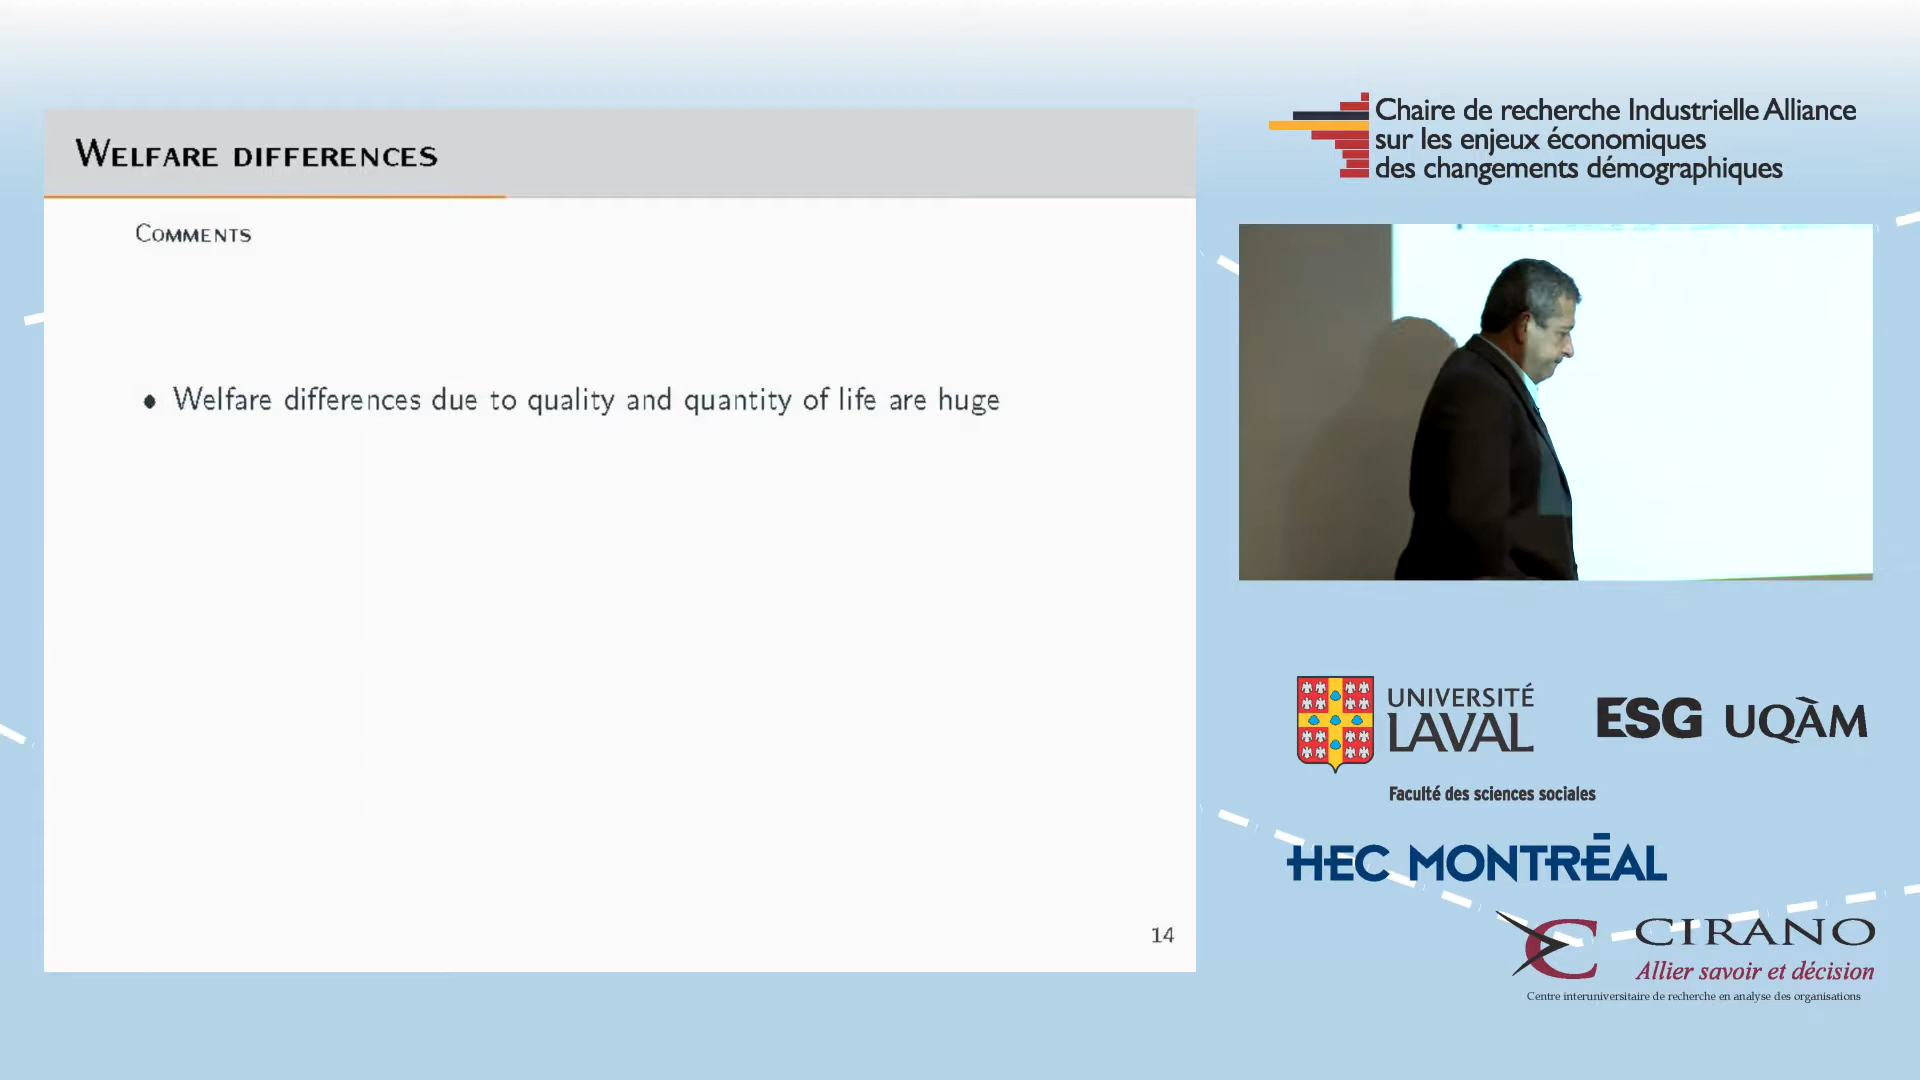 WELFARE DIFFERENCES
COMMENTS
• Welfare differences due to quality and quantity of life are huge
14
Chaire de recherche Industrielle Alliance
sur les enjeux économiques
des changements démographiques
UNIVERSITÉ
LAVAL
Faculté des sciences sociales
ESG UQÀM
HEC MONTRĒAL
CIRANO
Allier savoir et décision
Centre interuniversitaire de recherche en analyse des organisations